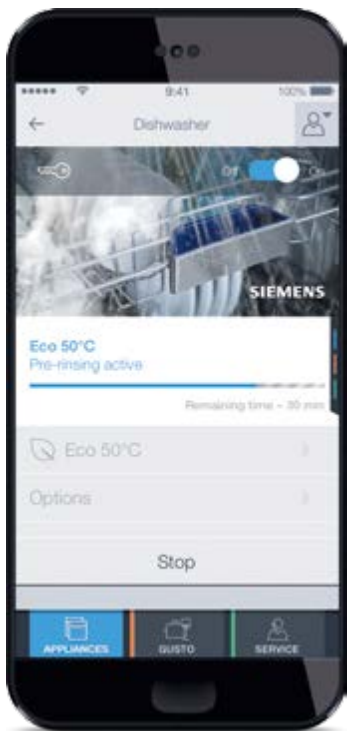 9:41 100%
Dishwasher
Off On
SIEMENS
Eco 50°C
Pre-rinsing active
Remaining time ~ 30 min
Eco 50°C
Options
Stop
APPLIANCES GUSTO SERVICE